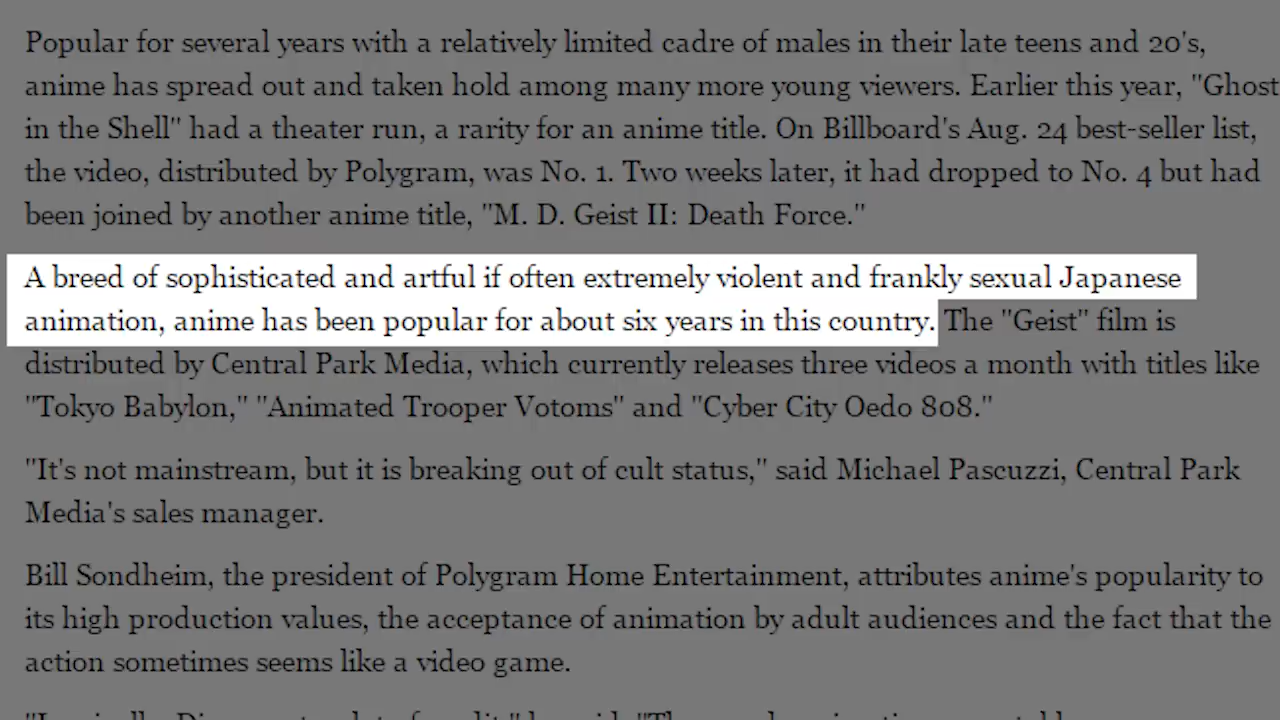 Popular for several years with a relatively limited cadre of males in their late teens and 20's,
anime has spread out and taken hold among many more young viewers. Earlier this year, "Ghost
in the Shell" had a theater run, a rarity for an anime title. On Billboard's Aug. 24 best-seller list,
the video, distributed by Polygram, was No. 1. Two weeks later, it had dropped to No. 4 but had
been joined by another anime title, "M. D. Geist II: Death Force."
A breed of sophisticated and artful if often extremely violent and frankly sexual Japanese
animation, anime has been popular for about six years in this country. The "Geist" film is
distributed by Central Park Media, which currently releases three videos a month with titles like
"Tokyo Babylon," "Animated Trooper Votoms" and "Cyber City Oedo 808."
"It's not mainstream, but it is breaking out of cult status," said Michael Pascuzzi, Central Park
Media's sales manager.
Bill Sondheim, the president of Polygram Home Entertainment, attributes anime's popularity to
its high production values, the acceptance of animation by adult audiences and the fact that the
action sometimes seems like a video game.